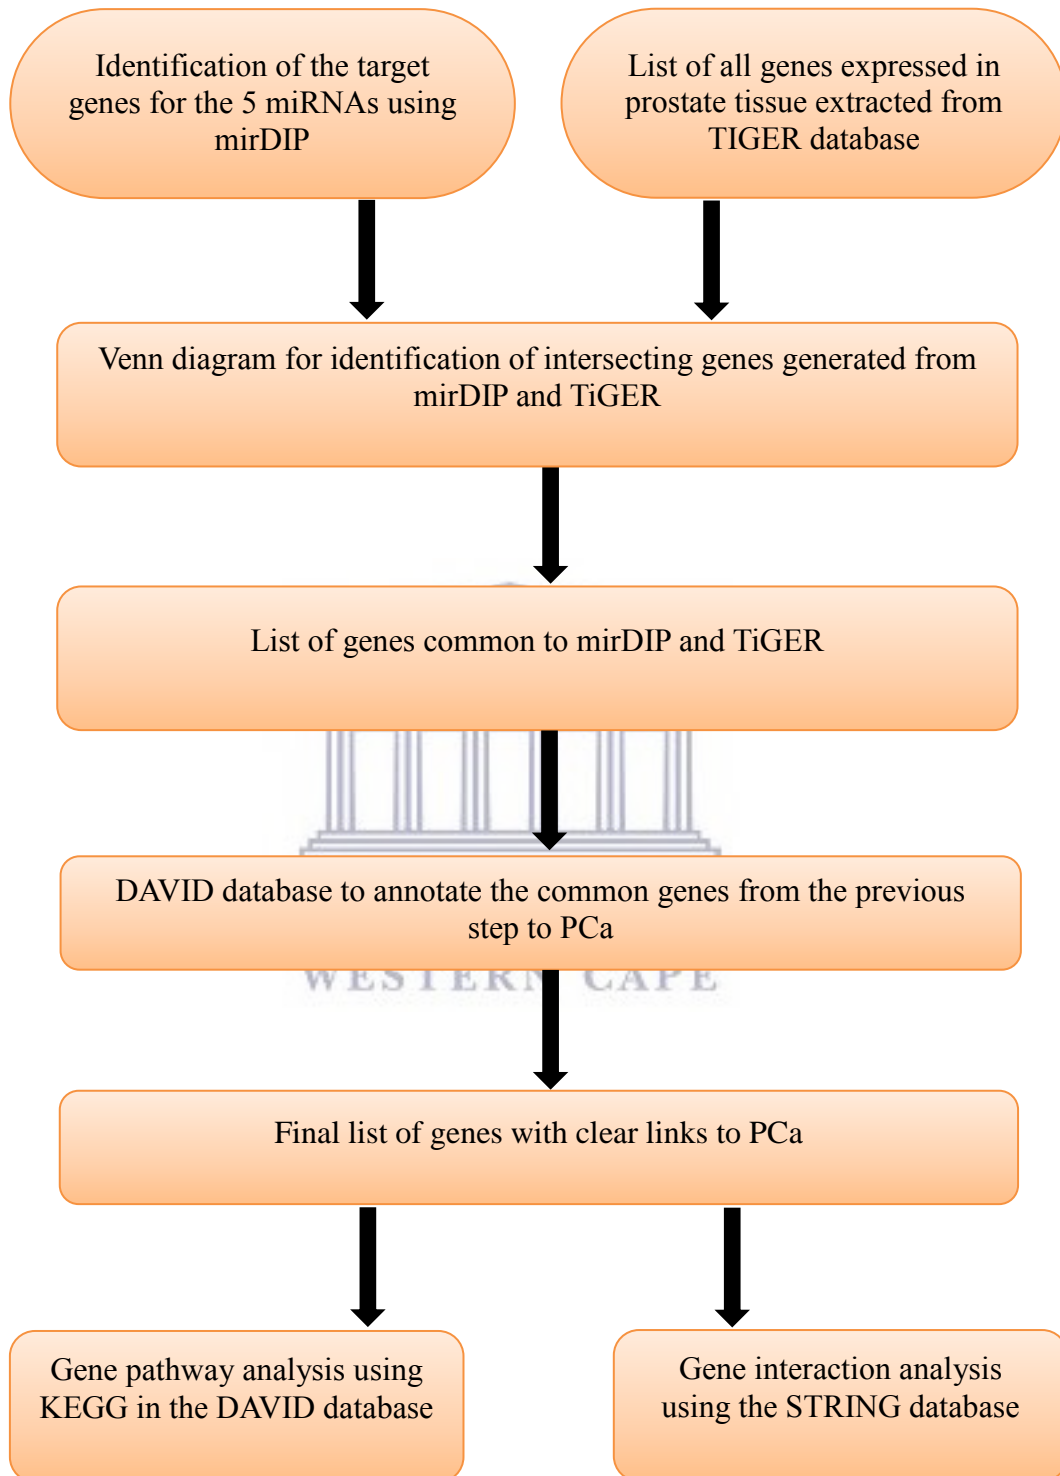 Identification of the target
genes for the 5 miRNAs using
mirDIP
List of all genes expressed in
prostate tissue extracted from
TIGER database
Venn diagram for identification of intersecting genes generated from
mirDIP and TiGER
List of genes common to mirDIP and TiGER
DAVID database to annotate the common genes from the previous
step to PCa
WESTERN CAPE
Final list of genes with clear links to PCa
Gene pathway analysis using
KEGG in the DAVID database
Gene interaction analysis
using the STRING database